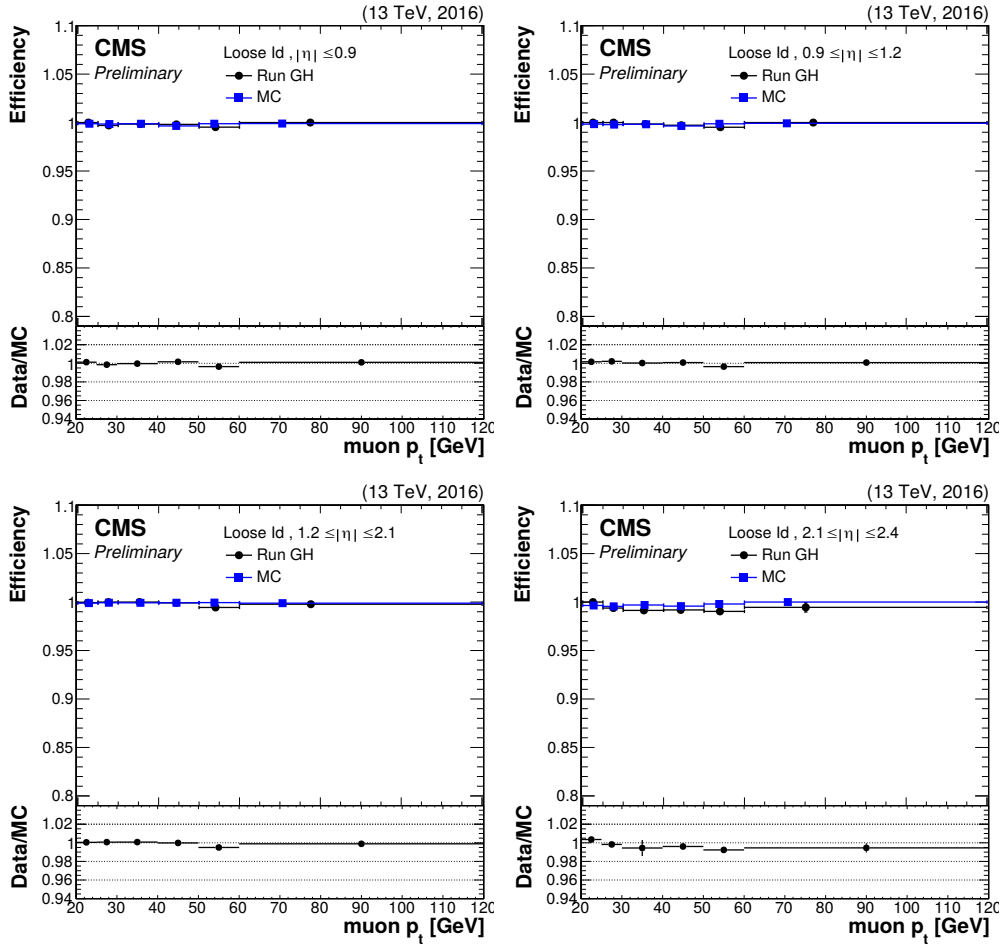 (13 TeV, 2016)
CMS
Preliminary
Loose Id , |η| ≤0.9
Run GH
MC
Efficiency
1.1
1.05
1
0.95
0.9
0.85
0.8
Data/MC
1.02
1
0.98
0.96
0.94
20 30 40 50 60 70 80 90 100 110 120
muon p_t [GeV]
(13 TeV, 2016)
CMS
Preliminary
Loose Id , 0.9 ≤|η| ≤1.2
Run GH
MC
Efficiency
1.1
1.05
1
0.95
0.9
0.85
0.8
Data/MC
1.02
1
0.98
0.96
0.94
20 30 40 50 60 70 80 90 100 110 120
muon p_t [GeV]
(13 TeV, 2016)
CMS
Preliminary
Loose Id , 1.2 ≤|η| ≤2.1
Run GH
MC
Efficiency
1.1
1.05
1
0.95
0.9
0.85
0.8
Data/MC
1.02
1
0.98
0.96
0.94
20 30 40 50 60 70 80 90 100 110 120
muon p_t [GeV]
(13 TeV, 2016)
CMS
Preliminary
Loose Id , 2.1 ≤|η| ≤2.4
Run GH
MC
Efficiency
1.1
1.05
1
0.95
0.9
0.85
0.8
Data/MC
1.02
1
0.98
0.96
0.94
20 30 40 50 60 70 80 90 100 110 120
muon p_t [GeV]